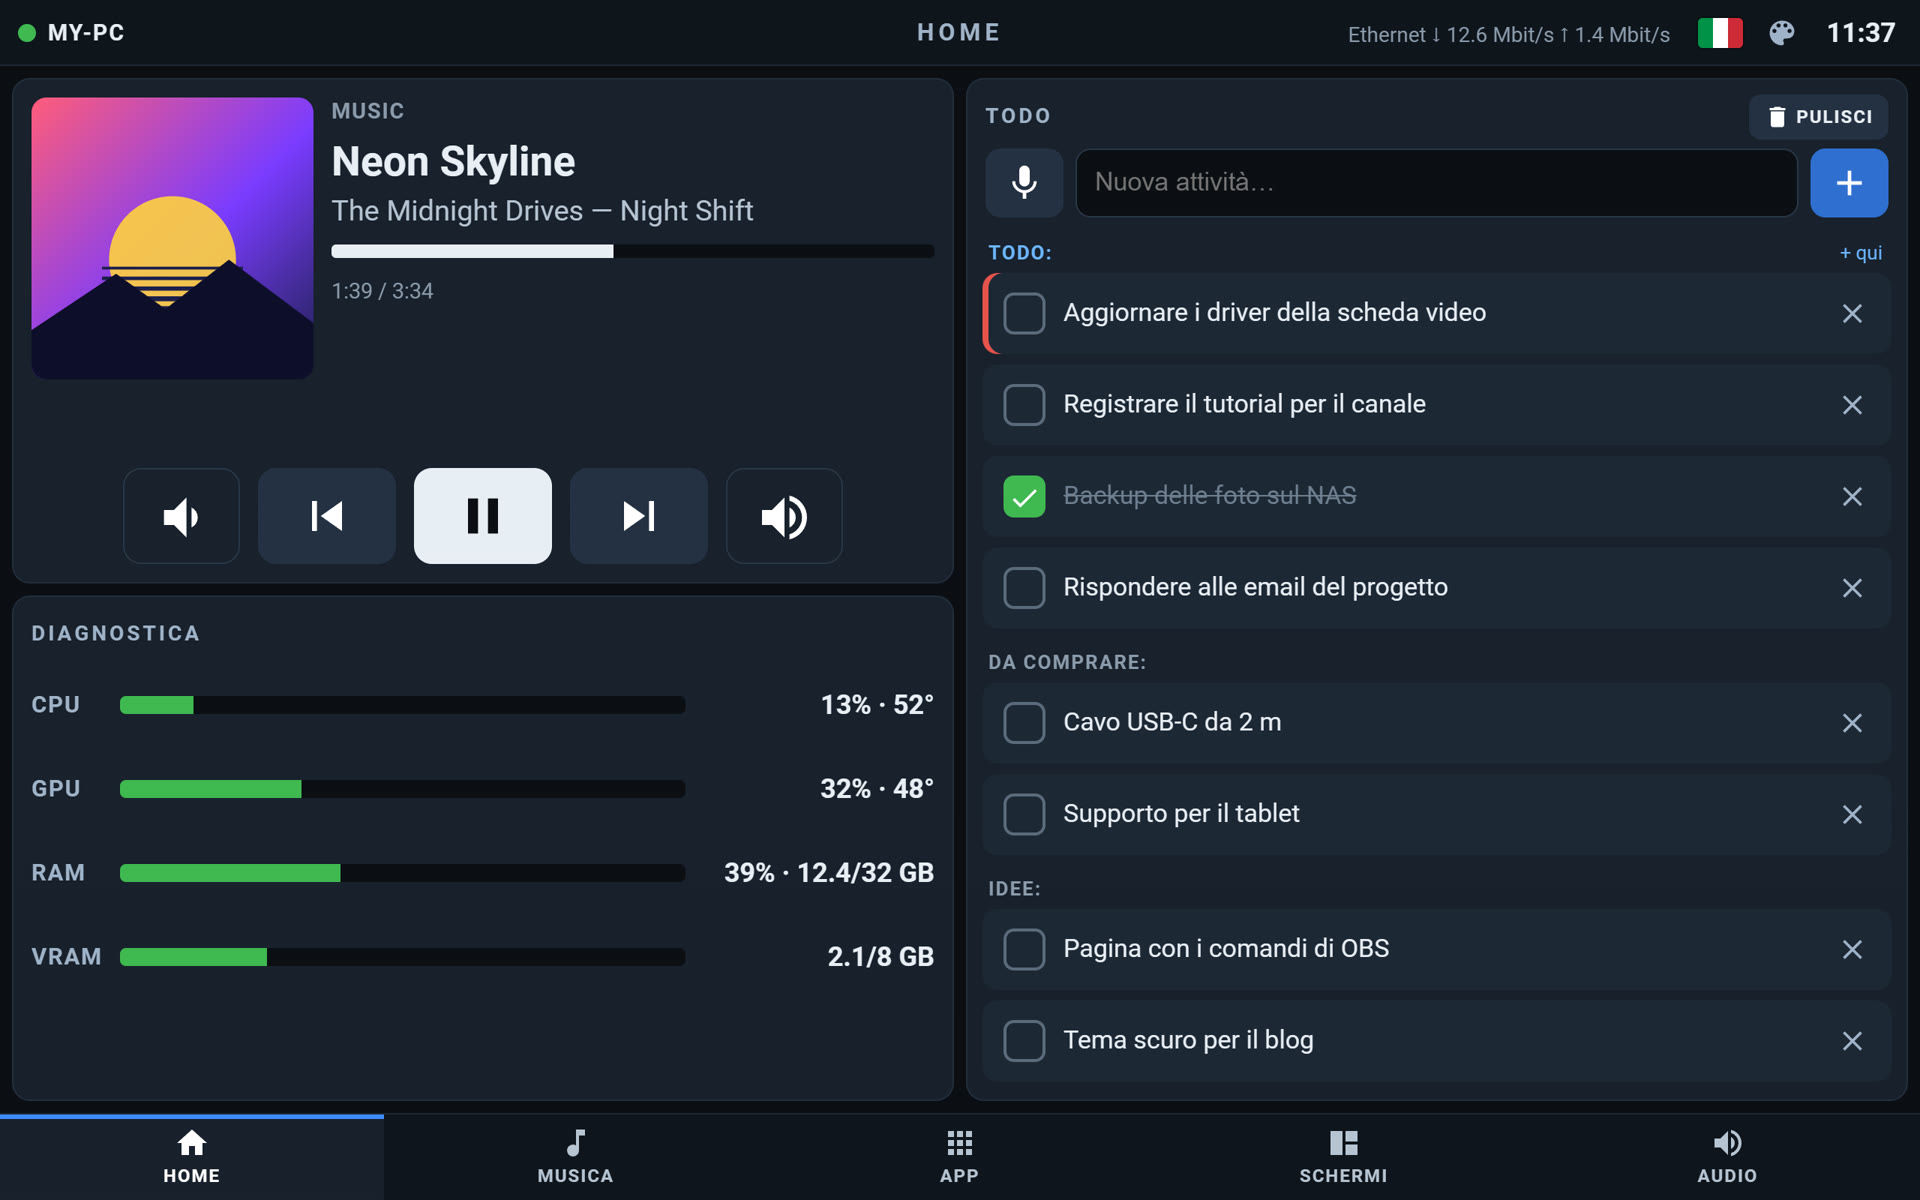 MY-PC
HOME
Ethernet ↓ 12.6 Mbit/s ↑ 1.4 Mbit/s
11:37
MUSIC
Neon Skyline
The Midnight Drives — Night Shift
1:39 / 3:34
DIAGNOSTICA
CPU
13% · 52°
GPU
32% · 48°
RAM
39% · 12.4/32 GB
VRAM
2.1/8 GB
TODO
PULISCI
Nuova attività...
TODO:
+ qui
Aggiornare i driver della scheda video
Registrare il tutorial per il canale
Backup delle foto sul NAS
Rispondere alle email del progetto
DA COMPRARE:
Cavo USB-C da 2 m
Supporto per il tablet
IDEE:
Pagina con i comandi di OBS
Tema scuro per il blog
HOME
MUSICA
APP
SCHERMI
AUDIO